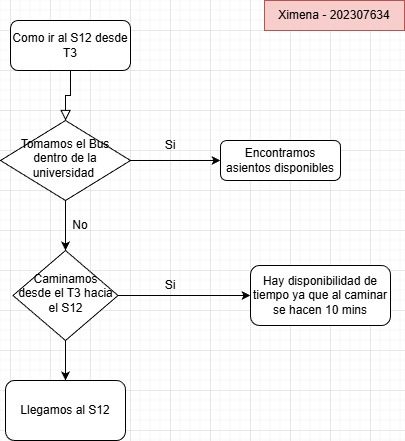 Ximena - 202307634
Como ir al S12 desde
T3
Tomamos el Bus
dentro de la
universidad
Si
Encontramos
asientos disponibles
No
Caminamos
desde el T3 hacia
el S12
Si
Hay disponibilidad de
tiempo ya que al caminar
se hacen 10 mins
Llegamos al S12